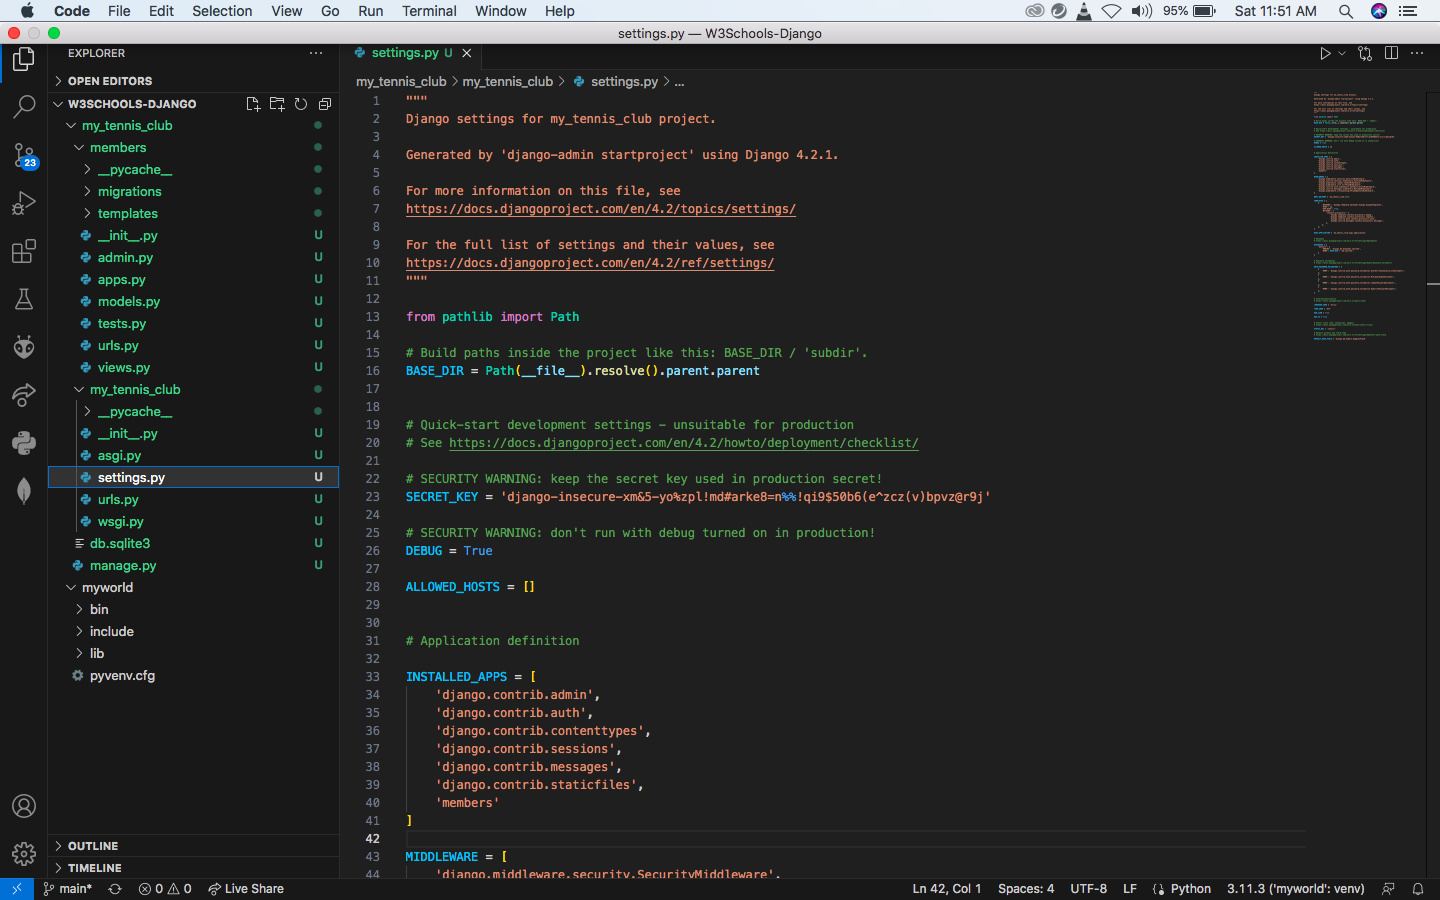 Code File Edit Selection View Go Run Terminal Window Help 95% Sat 11:51 AM
settings.py — W3Schools-Django
EXPLORER
OPEN EDITORS
W3SCHOOLS-DJANGO
my_tennis_club
members
__pycache__
migrations
templates
__init__.py U
admin.py U
apps.py U
models.py U
tests.py U
urls.py U
views.py U
my_tennis_club
__pycache__
__init__.py U
asgi.py U
settings.py U
urls.py U
wsgi.py U
db.sqlite3 U
manage.py U
myworld
bin
include
lib
pyvenv.cfg
OUTLINE
TIMELINE
23
settings.py U
my_tennis_club > my_tennis_club > settings.py > ...
1 """
2 Django settings for my_tennis_club project.
3
4 Generated by 'django-admin startproject' using Django 4.2.1.
5
6 For more information on this file, see
7 https://docs.djangoproject.com/en/4.2/topics/settings/
8
9 For the full list of settings and their values, see
10 https://docs.djangoproject.com/en/4.2/ref/settings/
11 """
12
13 from pathlib import Path
14
15 # Build paths inside the project like this: BASE_DIR / 'subdir'.
16 BASE_DIR = Path(__file__).resolve().parent.parent
17
18
19 # Quick-start development settings - unsuitable for production
20 # See https://docs.djangoproject.com/en/4.2/howto/deployment/checklist/
21
22 # SECURITY WARNING: keep the secret key used in production secret!
23 SECRET_KEY = 'django-insecure-xm&5-yo%zpl!md#arke8=n%%!qi9$50b6(e^zcz(v)bpvz@r9j'
24
25 # SECURITY WARNING: don't run with debug turned on in production!
26 DEBUG = True
27
28 ALLOWED_HOSTS = []
29
30
31 # Application definition
32
33 INSTALLED_APPS = [
34 'django.contrib.admin',
35 'django.contrib.auth',
36 'django.contrib.contenttypes',
37 'django.contrib.sessions',
38 'django.contrib.messages',
39 'django.contrib.staticfiles',
40 'members'
41 ]
42
43 MIDDLEWARE = [
44 'django.middleware.security.SecurityMiddleware',
main* 0 0 Live Share Ln 42, Col 1 Spaces: 4 UTF-8 LF Python 3.11.3 ('myworld': venv)